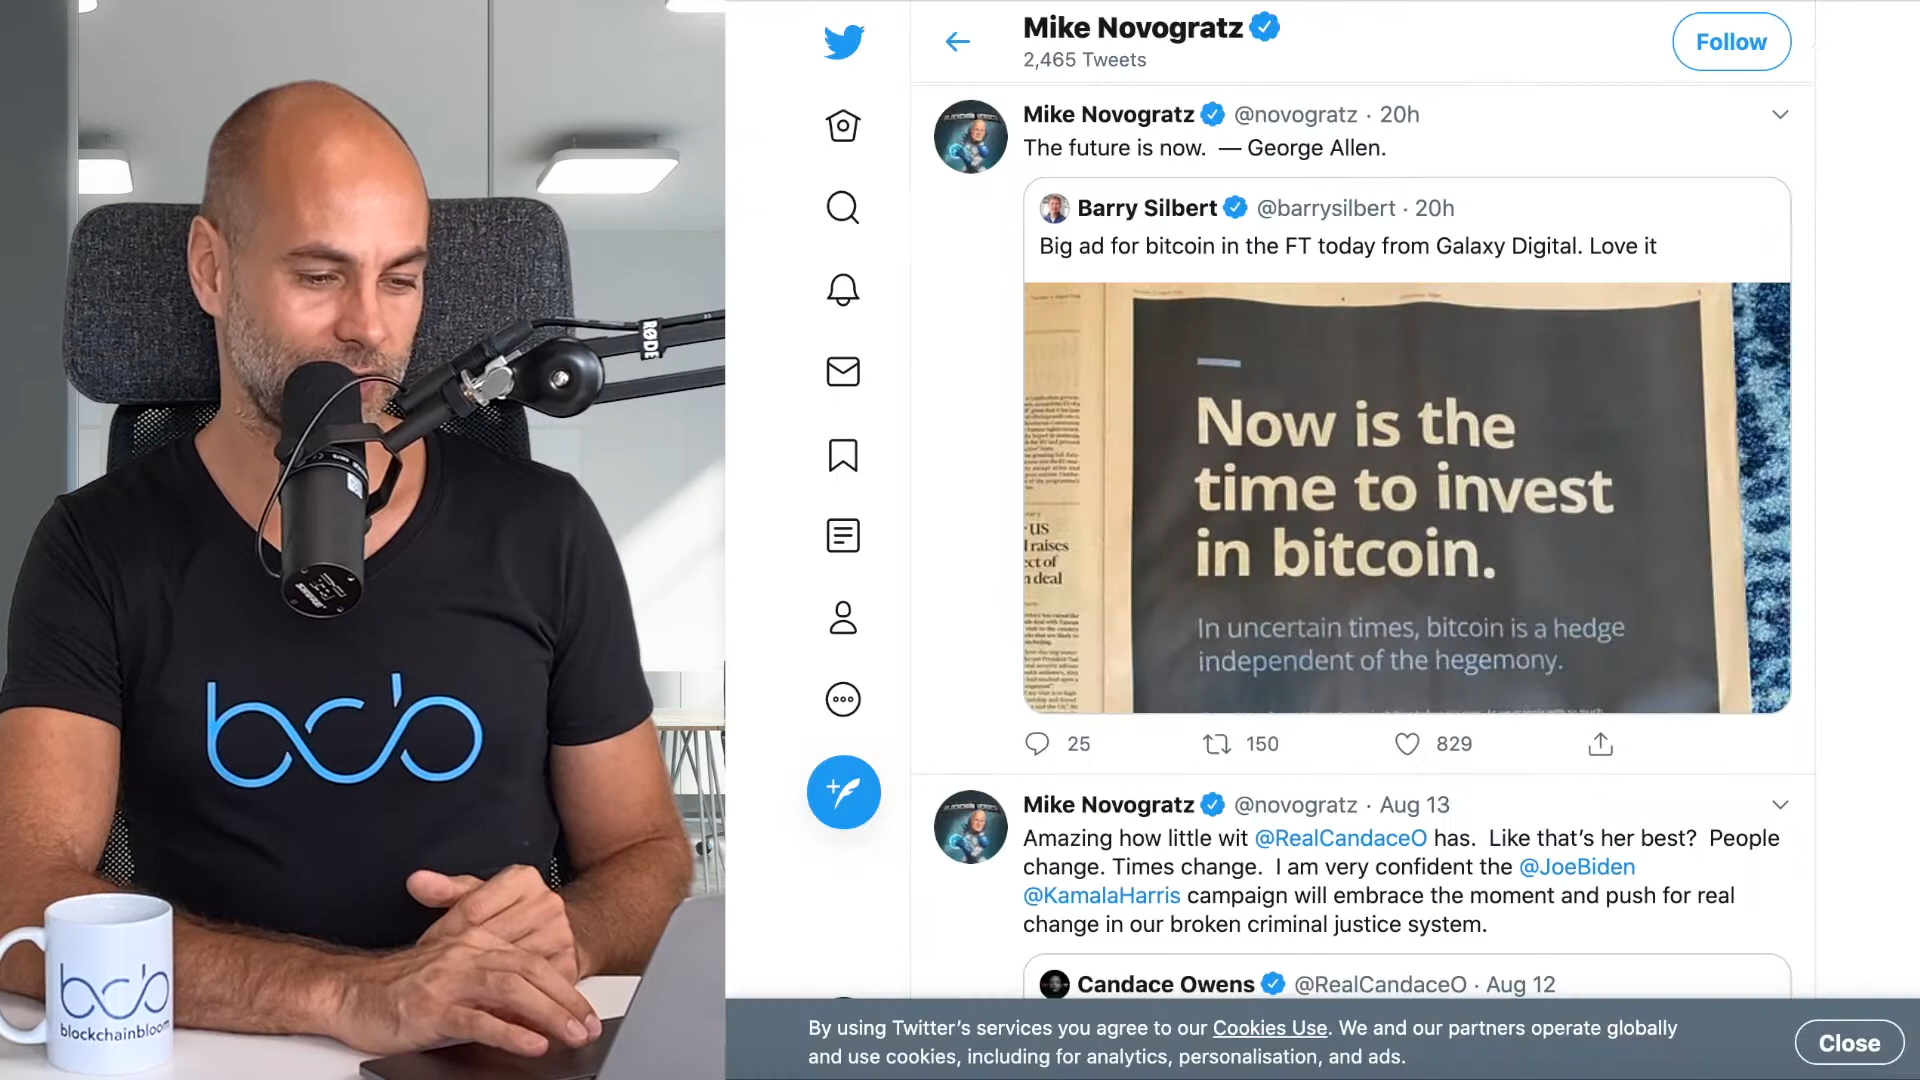 Mike Novogratz
2,465 Tweets
Follow
Mike Novogratz @novogratz · 20h
The future is now. — George Allen.
Barry Silbert @barrysilbert · 20h
Big ad for bitcoin in the FT today from Galaxy Digital. Love it
us
raises
ect of
deal
Now is the
time to invest
in bitcoin.
In uncertain times, bitcoin is a hedge
independent of the hegemony.
25 150 829
Mike Novogratz @novogratz · Aug 13
Amazing how little wit @RealCandaceO has. Like that’s her best? People
change. Times change. I am very confident the @JoeBiden
@KamalaHarris campaign will embrace the moment and push for real
change in our broken criminal justice system.
Candace Owens @RealCandaceO · Aug 12
By using Twitter’s services you agree to our Cookies Use. We and our partners operate globally
and use cookies, including for analytics, personalisation, and ads.
Close
RØDE
SHURE
bcb
bcb
blockchainbloom